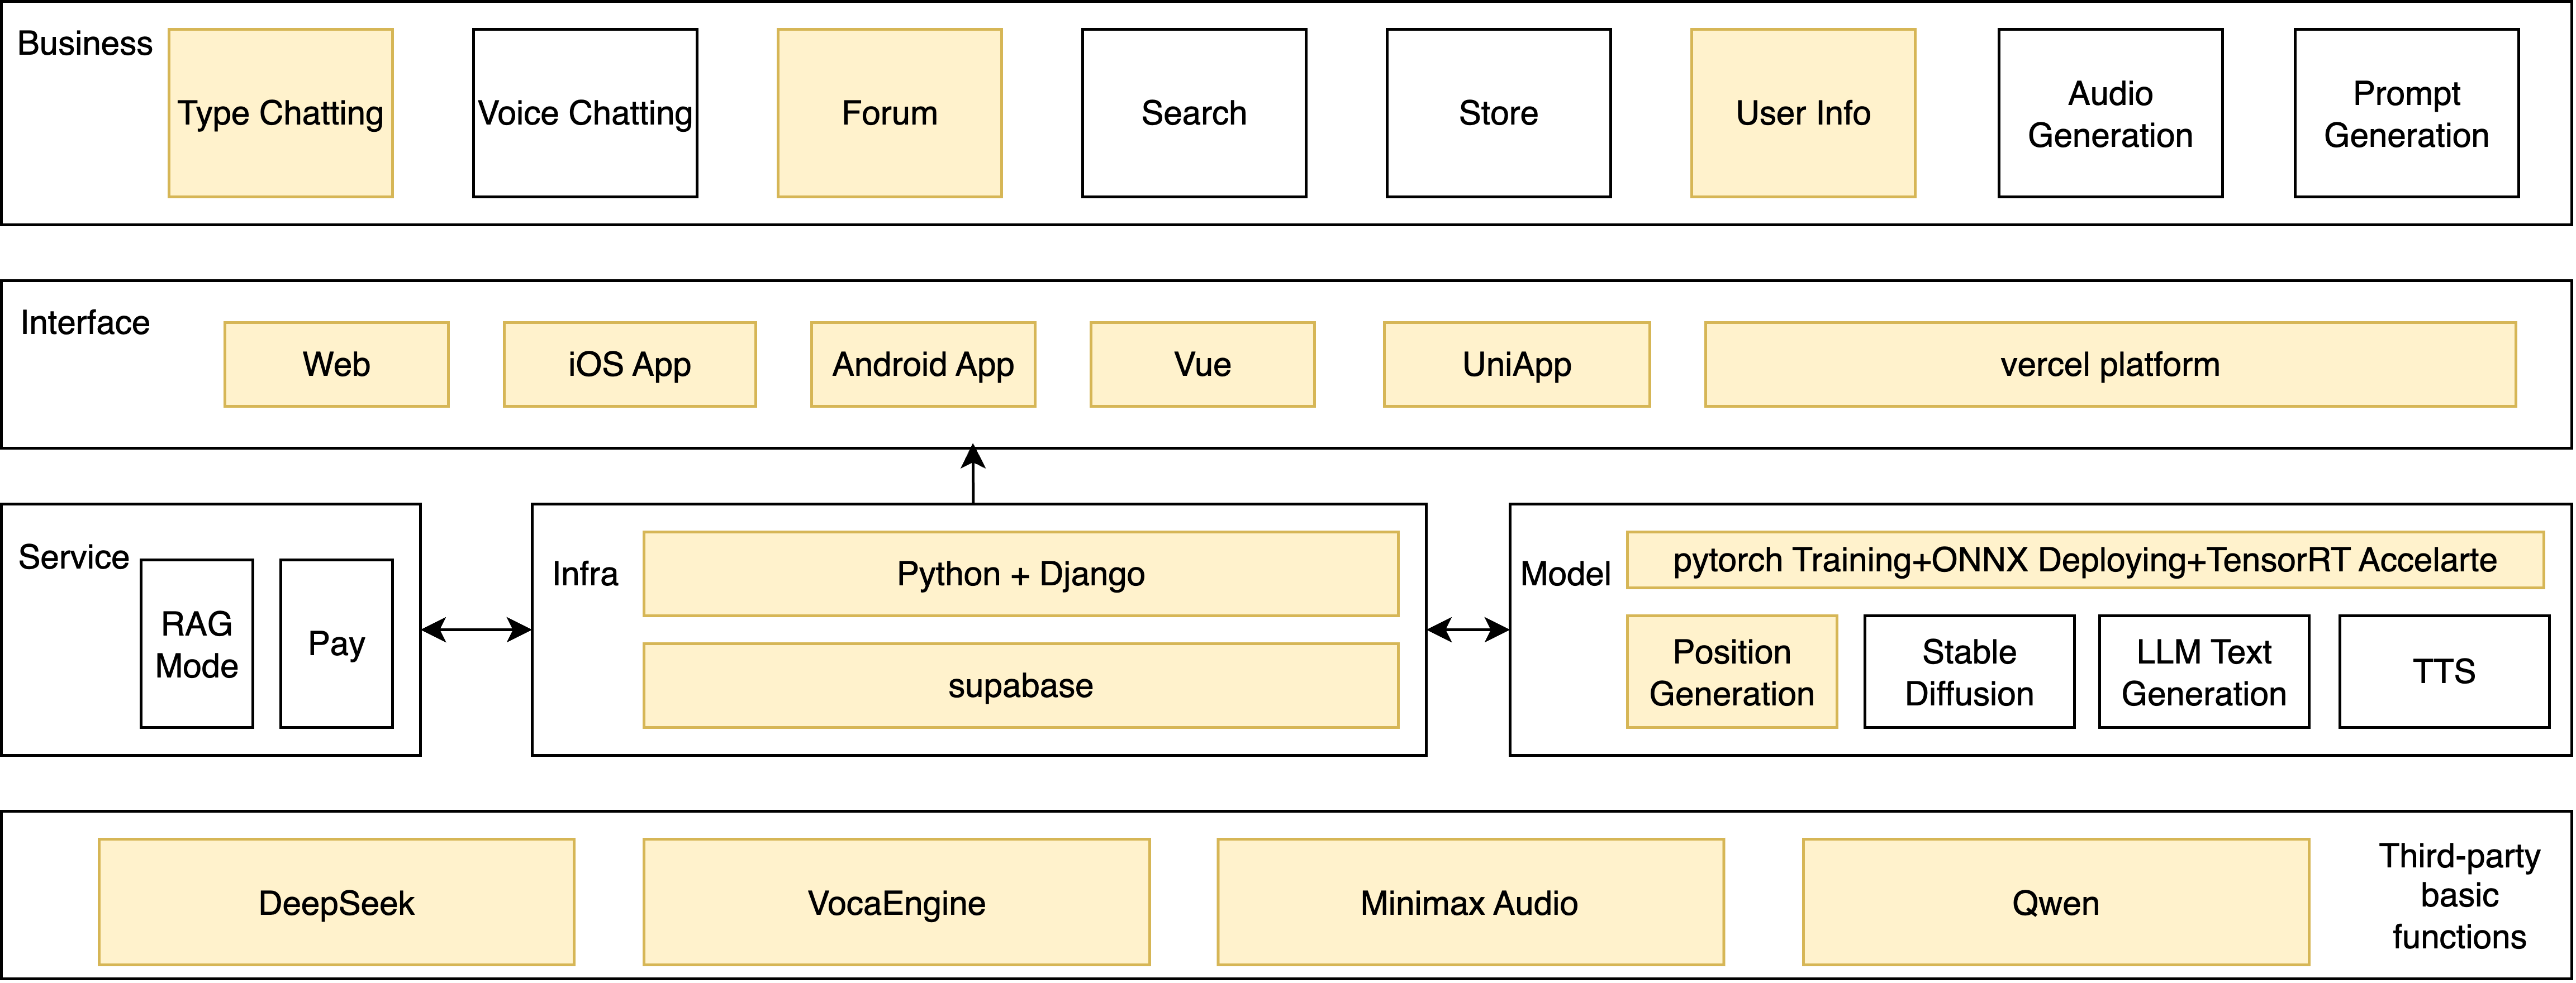 Business
Type Chatting
Voice Chatting
Forum
Search
Store
User Info
Audio
Generation
Prompt
Generation
Interface
Web
iOS App
Android App
Vue
UniApp
vercel platform
Service
RAG
Mode
Pay
Infra
Python + Django
supabase
Model
pytorch Training+ONNX Deploying+TensorRT Accelarte
Position
Generation
Stable
Diffusion
LLM Text
Generation
TTS
DeepSeek
VocaEngine
Minimax Audio
Qwen
Third-party
basic
functions